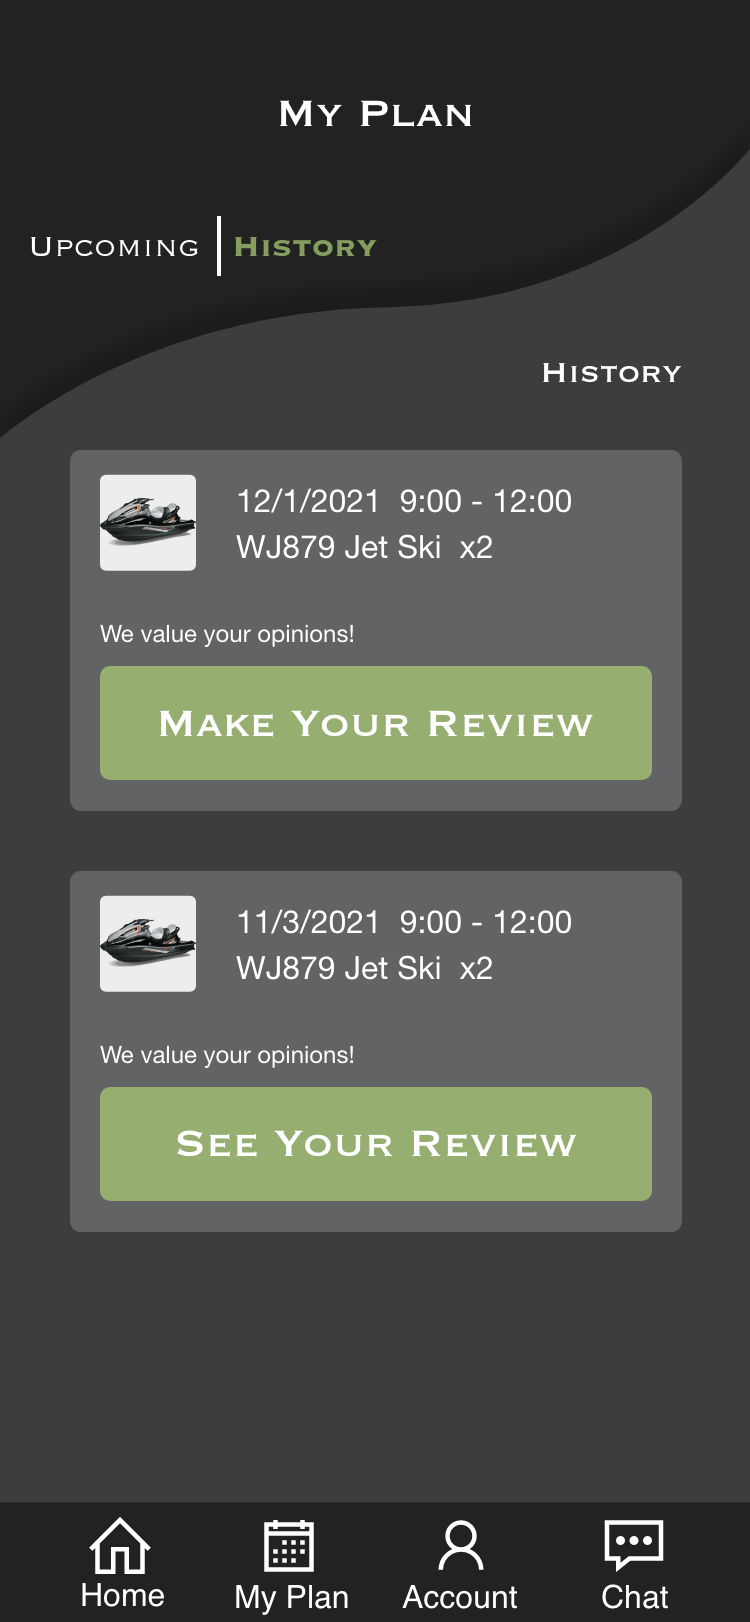 My Plan
Upcoming
History
History
12/1/2021 9:00 - 12:00
WJ879 Jet Ski x2
We value your opinions!
Make Your Review
11/3/2021 9:00 - 12:00
WJ879 Jet Ski x2
We value your opinions!
See Your Review
Home My Plan Account Chat